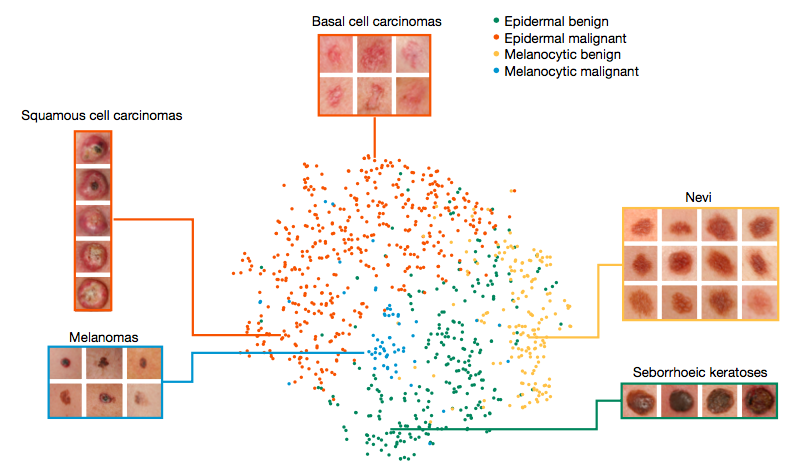 Basal cell carcinomas
Epidermal benign
Epidermal malignant
Melanocytic benign
Melanocytic malignant
Squamous cell carcinomas
Nevi
Melanomas
Seborrhoeic keratoses